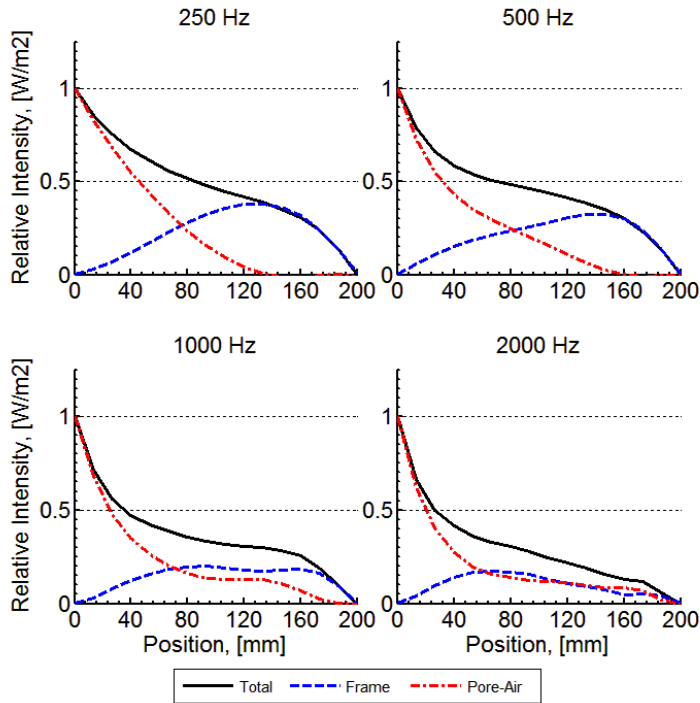 250 Hz
500 Hz
Relative Intensity, [W/m2]
1
0.5
0
0 40 80 120 160 200
1
0.5
0
0 40 80 120 160 200
1000 Hz
2000 Hz
Relative Intensity, [W/m2]
1
0.5
0
0 40 80 120 160 200
Position, [mm]
1
0.5
0
0 40 80 120 160 200
Position, [mm]
Total Frame Pore-Air